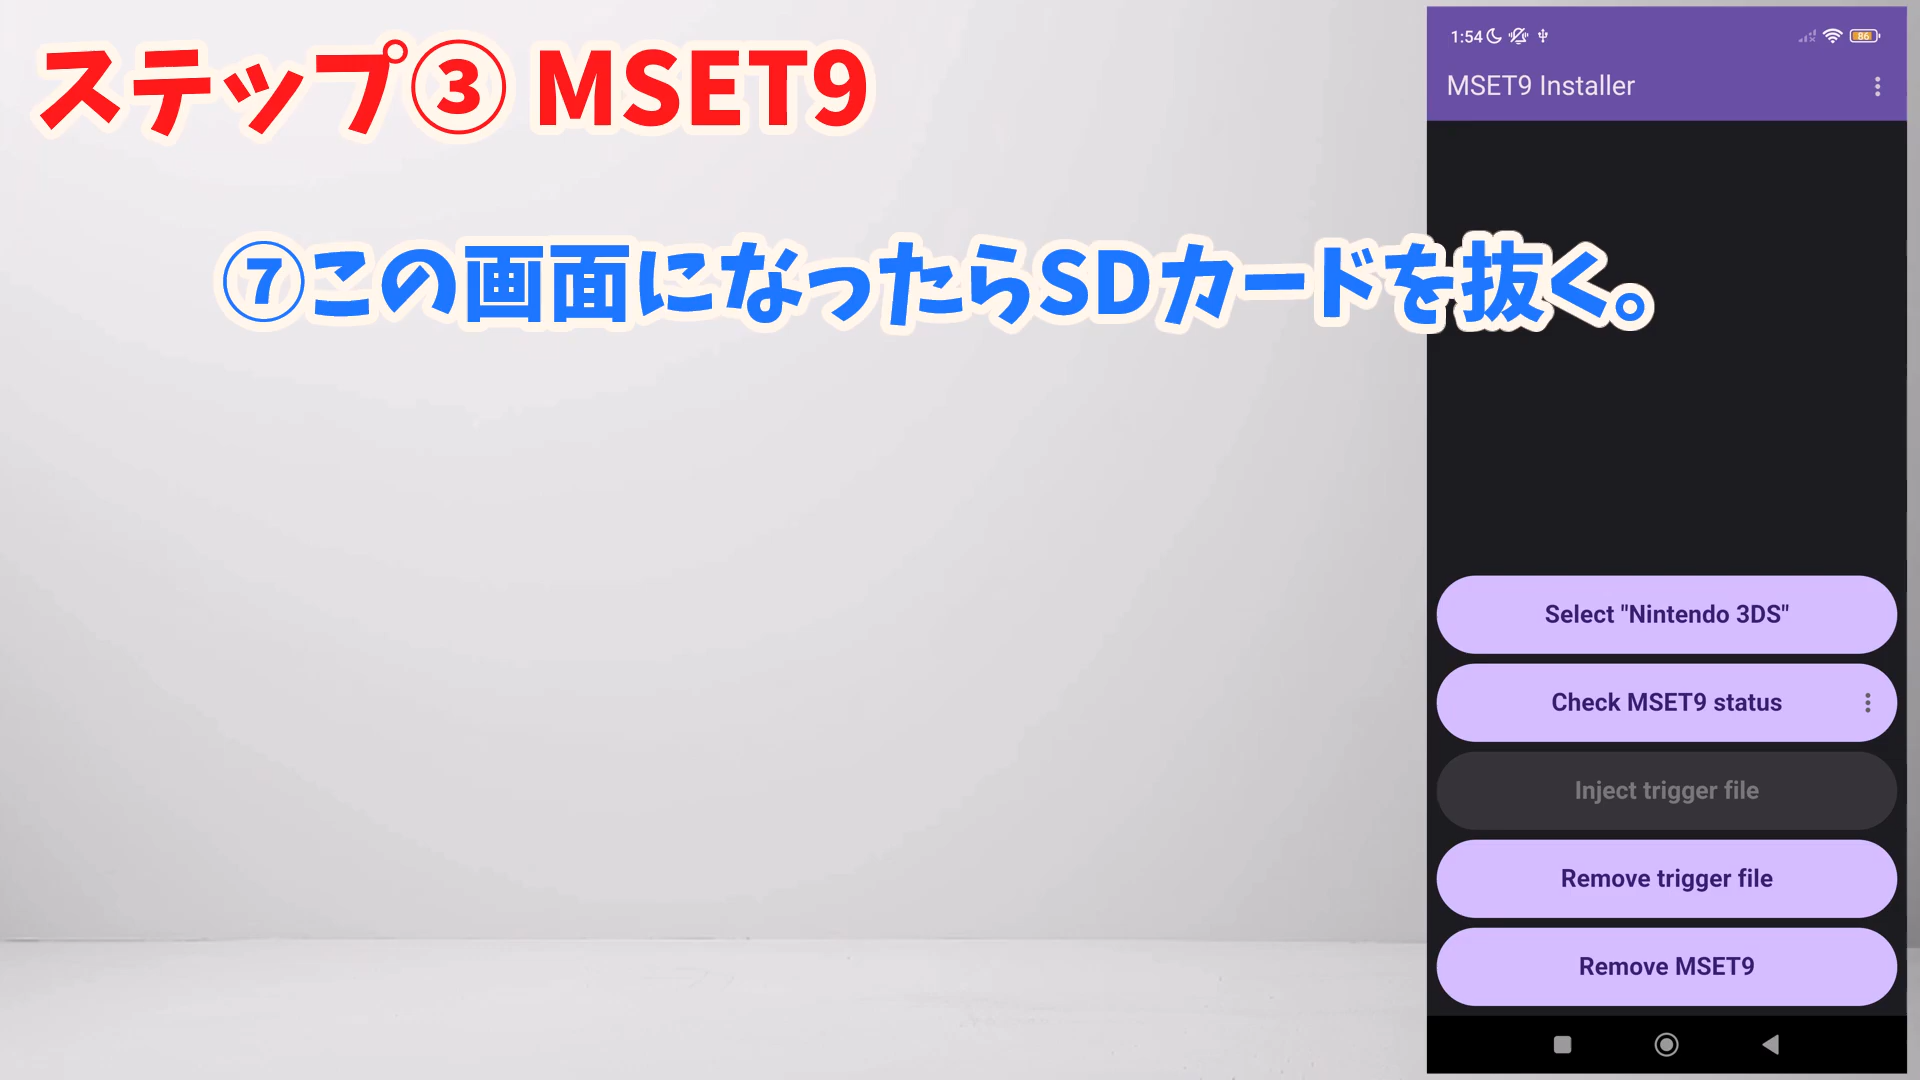 ステップ③ MSET9
⑦この画面になったらSDカードを抜く。
1:54
86
MSET9 Installer
Select "Nintendo 3DS"
Check MSET9 status
Inject trigger file
Remove trigger file
Remove MSET9